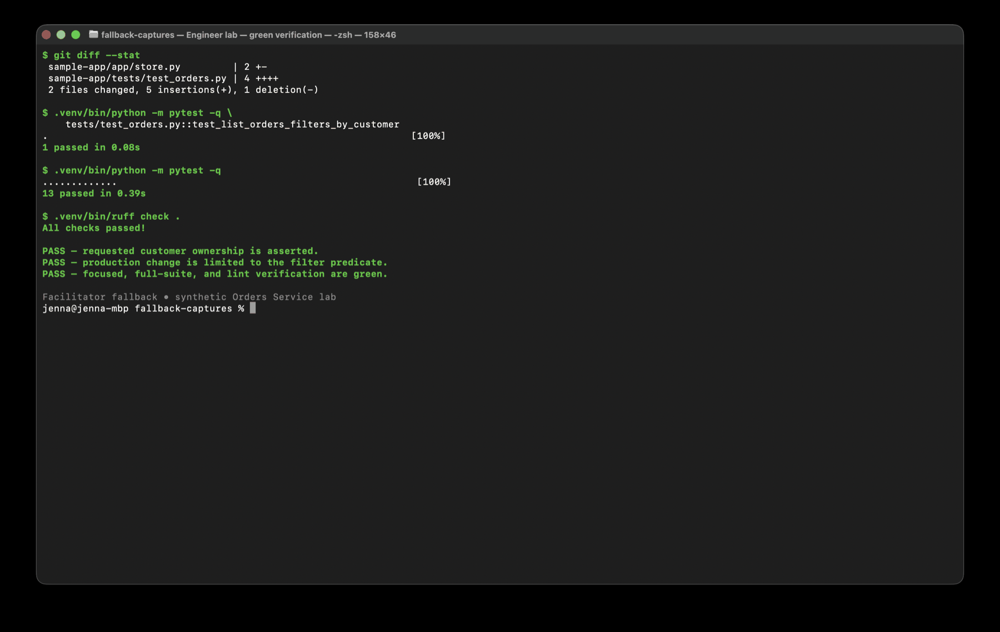 fallback-captures — Engineer lab — green verification — -zsh — 158×46
$ git diff --stat
sample-app/app/store.py         | 2 +-
sample-app/tests/test_orders.py | 4 ++++
2 files changed, 5 insertions(+), 1 deletion(-)
$ .venv/bin/python -m pytest -q \
tests/test_orders.py::test_list_orders_filters_by_customer
. [100%]
1 passed in 0.08s
$ .venv/bin/python -m pytest -q
............. [100%]
13 passed in 0.39s
$ .venv/bin/ruff check .
All checks passed!
PASS — requested customer ownership is asserted.
PASS — production change is limited to the filter predicate.
PASS — focused, full-suite, and lint verification are green.
Facilitator fallback • synthetic Orders Service lab
jenna@jenna-mbp fallback-captures %